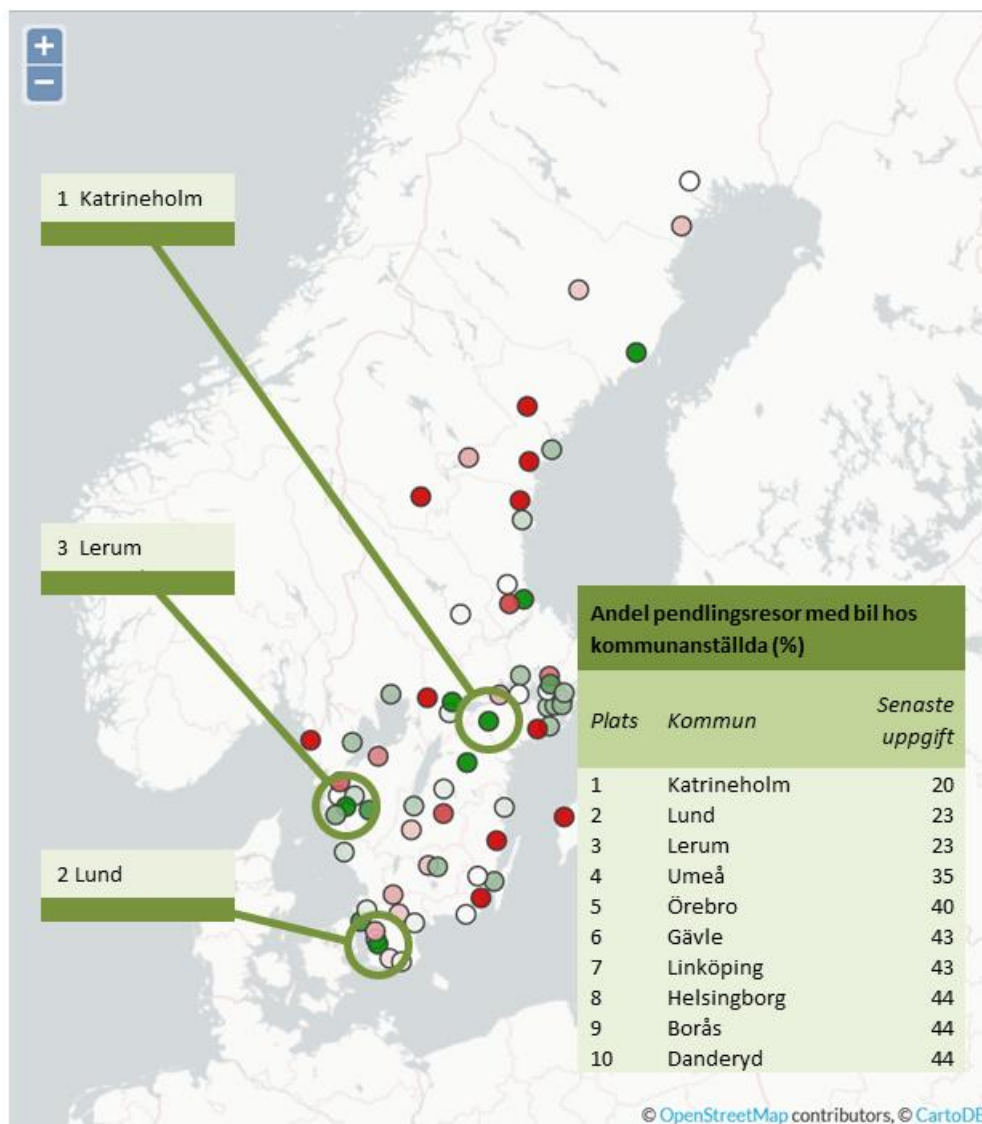 +
−
1 Katrineholm
3 Lerum
2 Lund
Andel pendlingsresor med bil hos
kommunanställda (%)
Plats Kommun Senaste
uppgift
1 Katrineholm 20
2 Lund 23
3 Lerum 23
4 Umeå 35
5 Örebro 40
6 Gävle 43
7 Linköping 43
8 Helsingborg 44
9 Borås 44
10 Danderyd 44
© OpenStreetMap contributors, © CartoDB